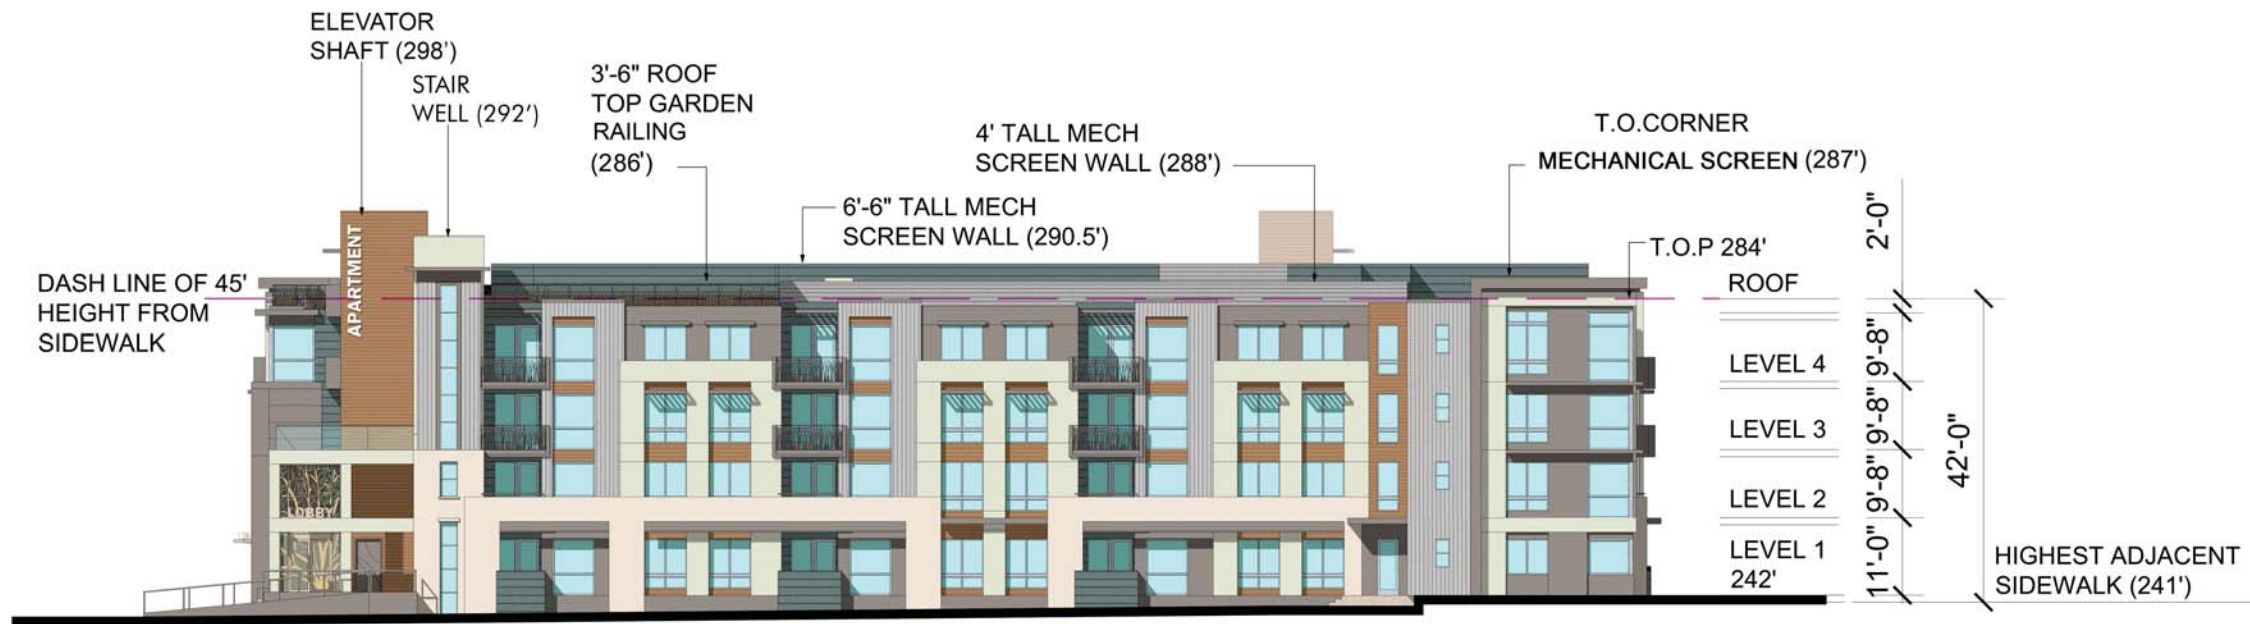 ELEVATOR
SHAFT (298')
STAIR
WELL (292')
3'-6" ROOF
TOP GARDEN
RAILING
(286')
4' TALL MECH
SCREEN WALL (288')
T.O.CORNER
MECHANICAL SCREEN (287')
6'-6" TALL MECH
SCREEN WALL (290.5')
T.O.P 284'
DASH LINE OF 45'
HEIGHT FROM
SIDEWALK
APARTMENT
LOBBY
ROOF
LEVEL 4
LEVEL 3
LEVEL 2
LEVEL 1
242'
2'-0"
9'-8"
9'-8"
9'-8"
11'-0"
42'-0"
HIGHEST ADJACENT
SIDEWALK (241')